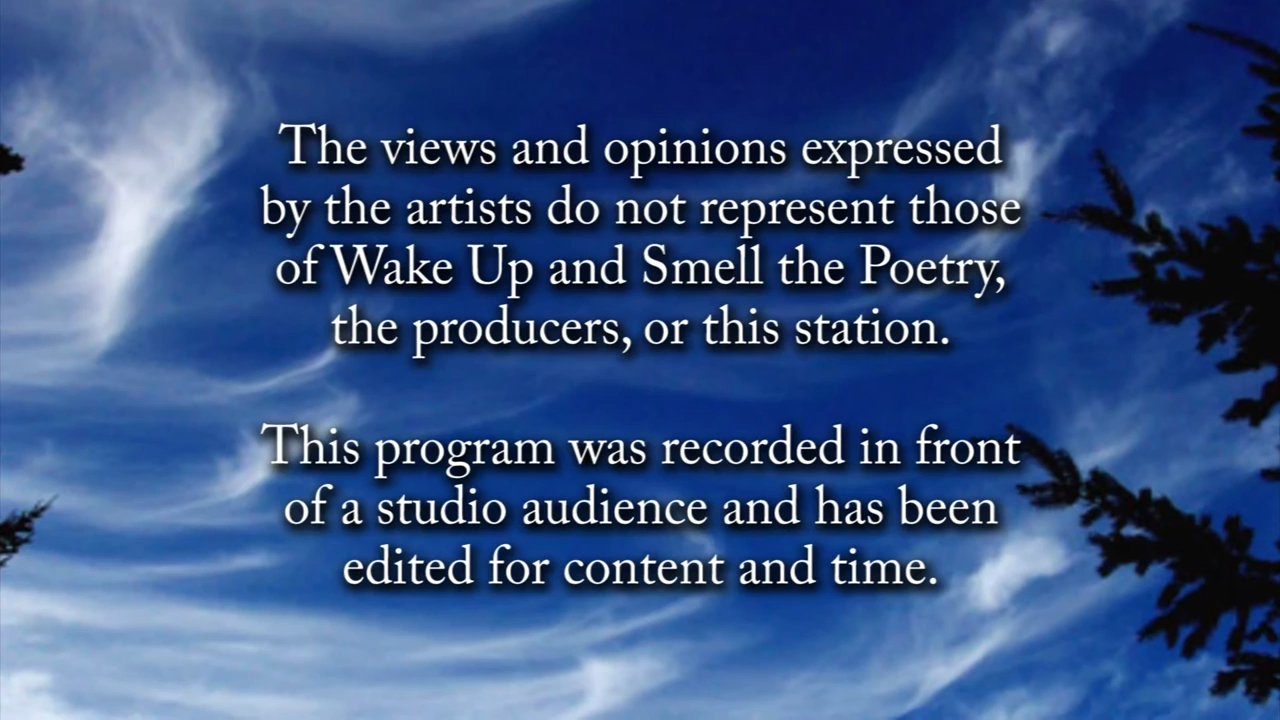 The views and opinions expressed
by the artists do not represent those
of Wake Up and Smell the Poetry,
the producers, or this station.
This program was recorded in front
of a studio audience and has been
edited for content and time.